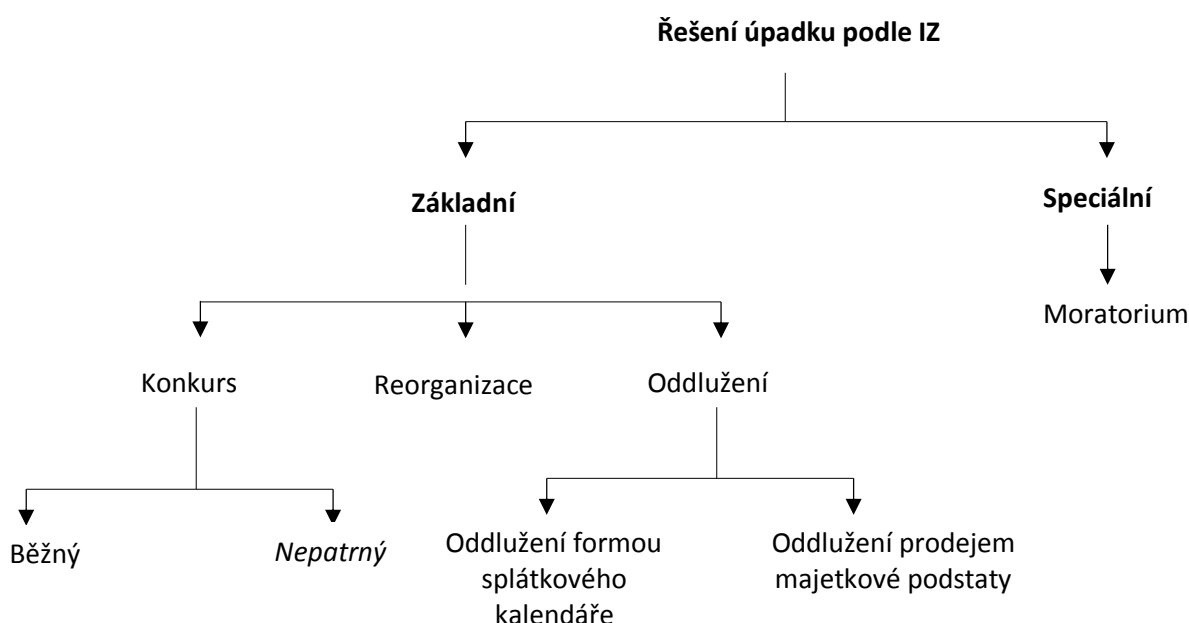 Řešení úpadku podle IZ
Základní
Speciální
Moratorium
Konkurs
Reorganizace
Oddlužení
Běžný
Nepatrný
Oddlužení formou
splátkového
kalendáře
Oddlužení prodejem
majetkové podstaty